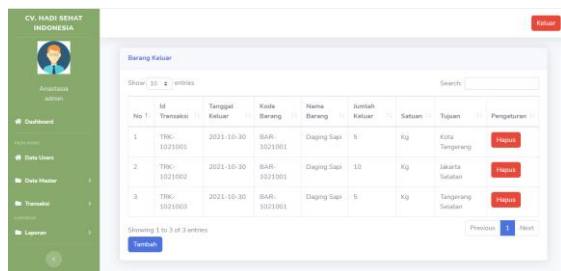 CV. HADI SEHAT
INDONESIA
Keluar
Anastasia
admin
Dashboard
Data Users
Data Master
Transaksi
Laporan
Barang Keluar
Show 10 entries
Search:
No Id Transaksi Tanggal Keluar Kode Barang Nama Barang Jumlah Keluar Satuan Tujuan Pengaturan
1 TRK-1021001 2021-10-30 BAR-1021001 Daging Sapi 5 Kg Kota Tangerang Hapus
2 TRK-1021002 2021-10-30 BAR-1021001 Daging Sapi 10 Kg Jakarta Selatan Hapus
3 TRK-1021003 2021-10-30 BAR-1021001 Daging Sapi 5 Kg Tangerang Selatan Hapus
Showing 1 to 3 of 3 entries
Previous 1 Next
Tambah